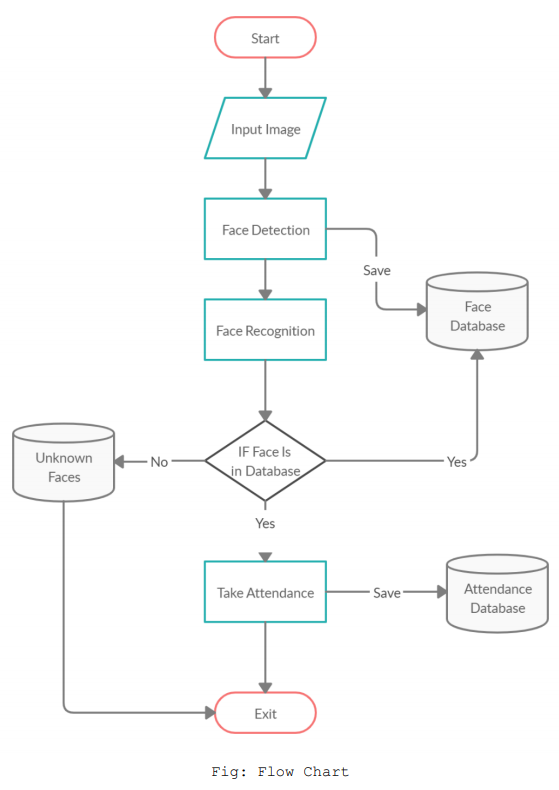 Start
Input Image
Face Detection
Save
Face
Database
Face Recognition
IF Face Is
in Database
Unknown
Faces
No
Yes
Yes
Take Attendance
Save
Attendance
Database
Exit
Fig: Flow Chart